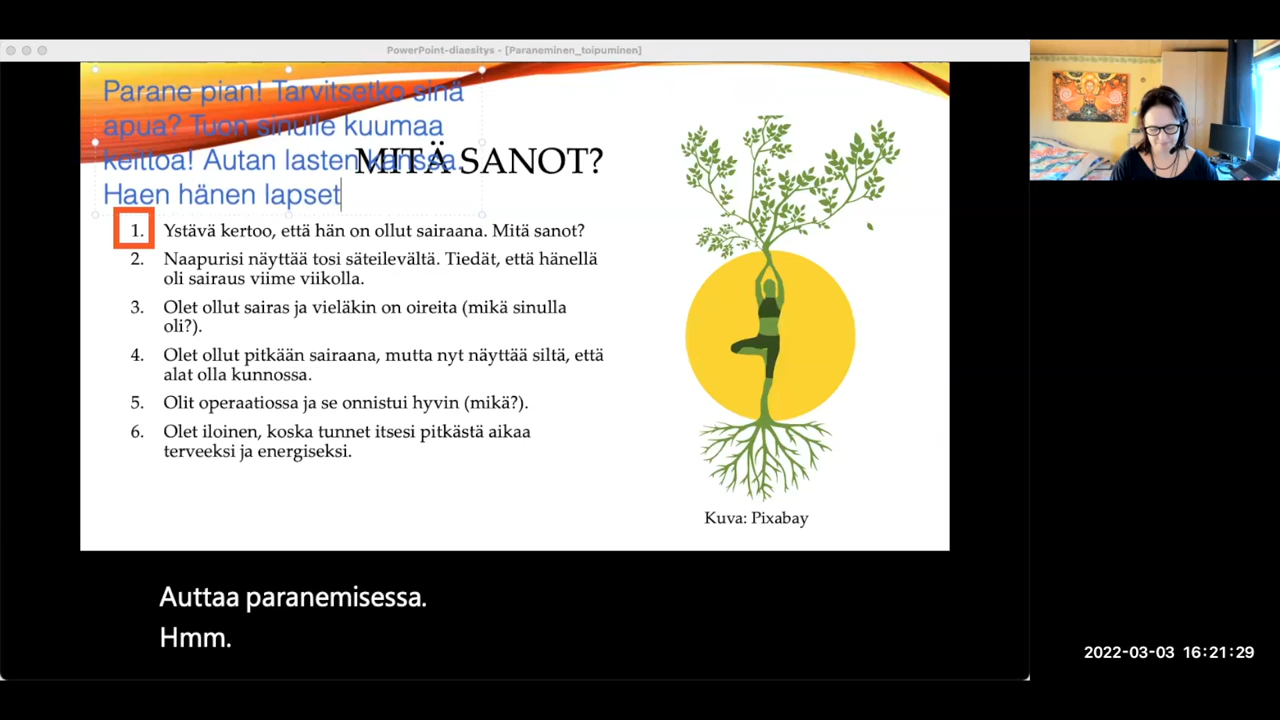 PowerPoint-diaesitys - [Paraneminen_toipuminen]
Parane pian! Tarvitsetko sinä
apua? Tuon sinulle kuumaa
keittoa! Autan lasten kanssa.
Haen hänen lapset
MITÄ SANOT?
1. Ystävä kertoo, että hän on ollut sairaana. Mitä sanot?
2. Naapurisi näyttää tosi säteilevältä. Tiedät, että hänellä
oli sairaus viime viikolla.
3. Olet ollut sairas ja vieläkin on oireita (mikä sinulla
oli?).
4. Olet ollut pitkään sairaana, mutta nyt näyttää siltä, että
alat olla kunnossa.
5. Olit operaatiossa ja se onnistui hyvin (mikä?).
6. Olet iloinen, koska tunnet itsesi pitkästä aikaa
terveeksi ja energiseksi.
Kuva: Pixabay
Auttaa paranemisessa.
Hmm.
2022-03-03 16:21:29